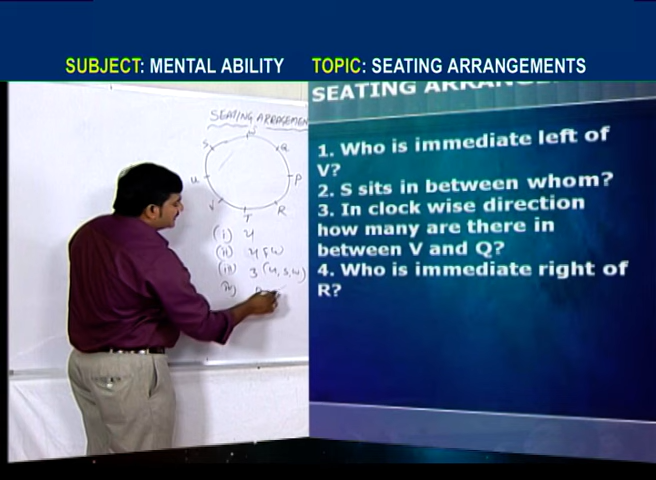 SUBJECT: MENTAL ABILITY TOPIC: SEATING ARRANGEMENTS
SEATING ARRANGEMEN
S
Q
U
P
V
R
T
(i) U
(ii) U & W
(iii) 3 (U, S, W)
iv)
SEATING ARRANGE
1. Who is immediate left of
V?
2. S sits in between whom?
3. In clock wise direction
how many are there in
between V and Q?
4. Who is immediate right of
R?